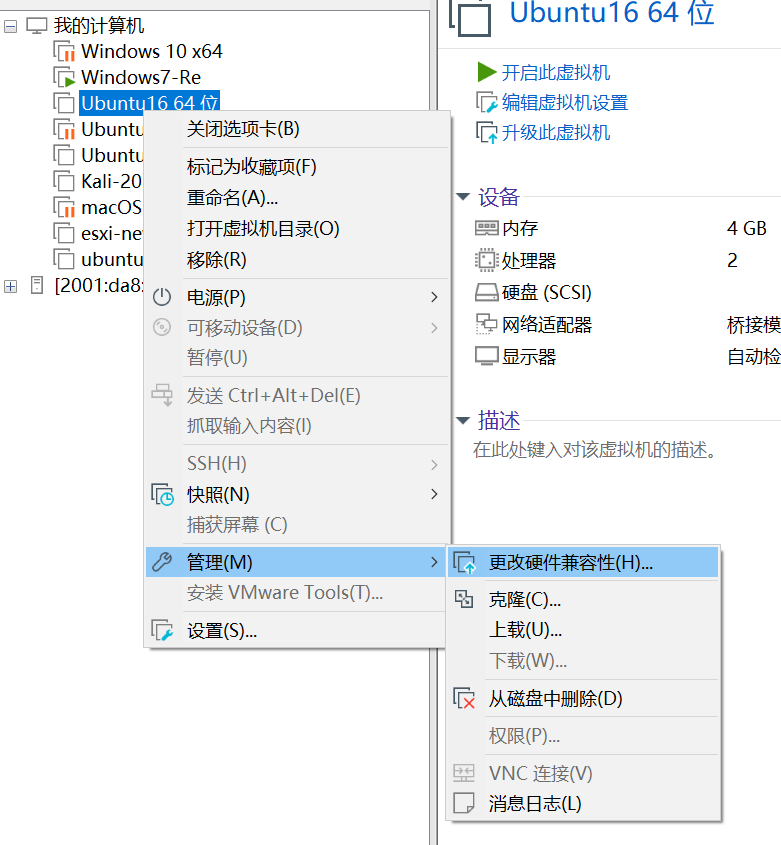 我的计算机
Windows 10 x64
Windows7-Re
Ubuntu16 64 位
Ubuntu
Ubuntu
Kali-20
macOS
esxi-ne
ubuntu
[2001:da8:
关闭选项卡(B)
标记为收藏项(F)
重命名(A)...
打开虚拟机目录(O)
移除(R)
电源(P)
可移动设备(D)
暂停(U)
发送 Ctrl+Alt+Del(E)
抓取输入内容(I)
SSH(H)
快照(N)
捕获屏幕 (C)
管理(M)
安装 VMware Tools(T)...
设置(S)...
更改硬件兼容性(H)...
克隆(C)...
上载(U)...
下载(W)...
从磁盘中删除(D)
权限(P)...
VNC 连接(V)
消息日志(L)
Ubuntu16 64 位
开启此虚拟机
编辑虚拟机设置
升级此虚拟机
设备
内存 4 GB
处理器 2
硬盘 (SCSI)
网络适配器 桥接模
显示器 自动检
描述
在此处键入对该虚拟机的描述。